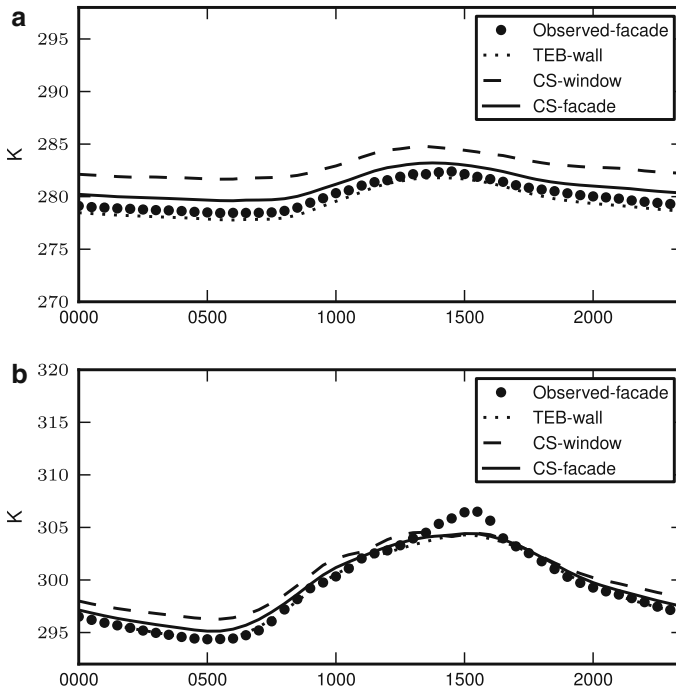 a
295
290
285
280
275
270
K
0000 0500 1000 1500 2000
Observed-facade
TEB-wall
CS-window
CS-facade
b
320
315
310
305
300
295
K
0000 0500 1000 1500 2000
Observed-facade
TEB-wall
CS-window
CS-facade